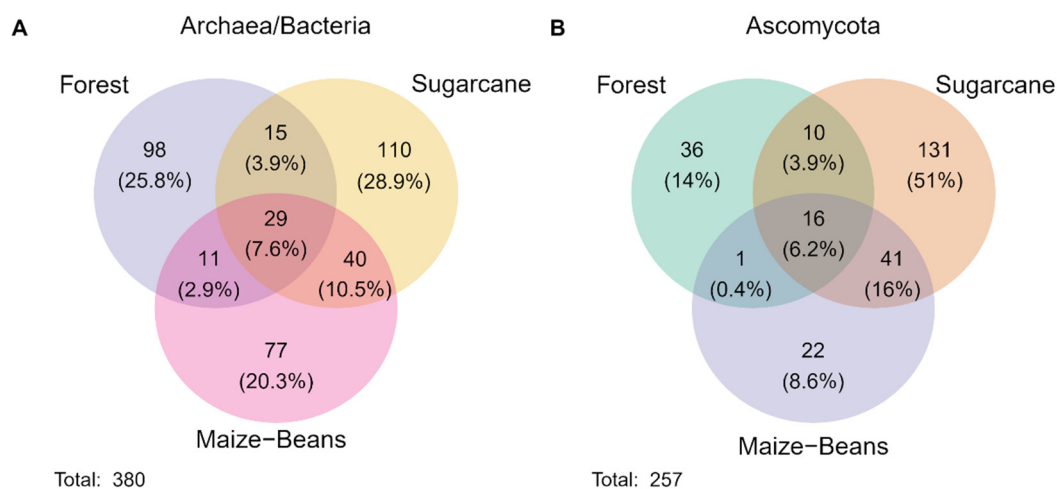 A
Archaea/Bacteria
Forest
Sugarcane
98
(25.8%)
15
(3.9%)
110
(28.9%)
29
(7.6%)
11
(2.9%)
40
(10.5%)
77
(20.3%)
Maize−Beans
Total: 380
B
Ascomycota
Forest
Sugarcane
36
(14%)
10
(3.9%)
131
(51%)
16
(6.2%)
1
(0.4%)
41
(16%)
22
(8.6%)
Maize−Beans
Total: 257